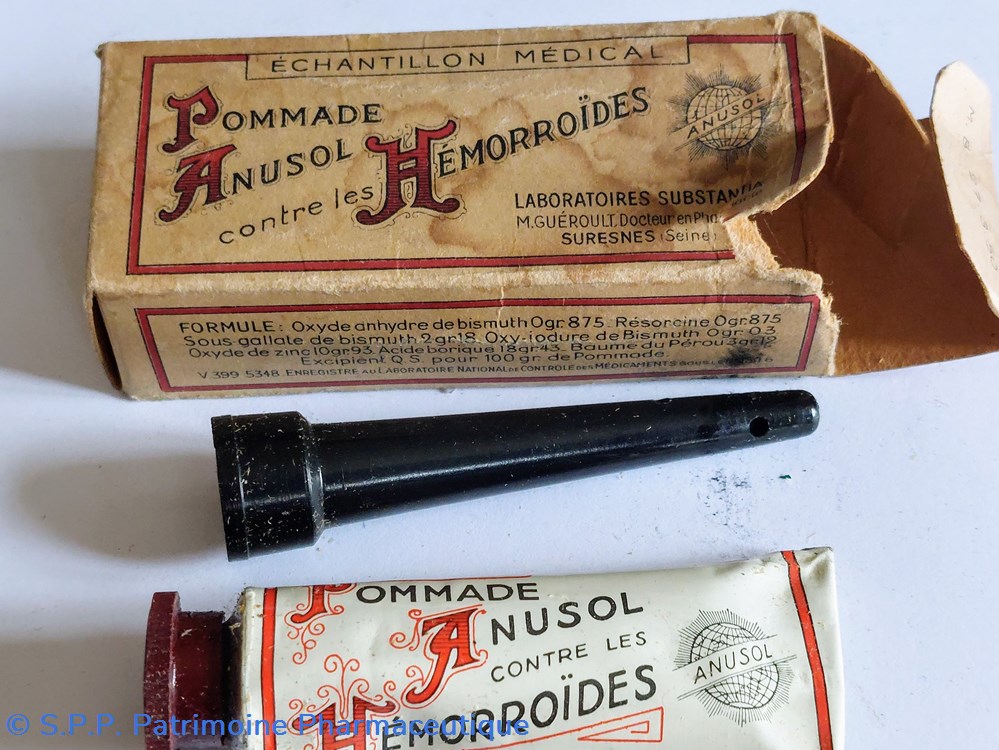 ÉCHANTILLON MÉDICAL
POMMADE
ANUSOL HÉMORROÏDES
contre les
ANUSOL
LABORATOIRES
M.GUÉROULT, Docteur en
SURESNES (Seine)
FORMULE: Oxyde anhydre de bismuth 0gr.875. Résorcine 0gr.875
Sous-gallate de bismuth 2gr.18. Oxy-iodure de Bismuth 0gr. 0.3
Oxyde de zinc 10gr.93. Acide borique 18gr.43. Baume du Pérou 3gr.12
Excipient Q.S. pour 100 gr. de Pommade.
V 399 5348. ENREGISTRÉ AU LABORATOIRE NATIONAL DE CONTRÔLE DES MÉDICAMENTS
POMMADE
ANUSOL
CONTRE LES
HÉMORROÏDES
ANUSOL
© S.P.P. Patrimoine Pharmaceutique